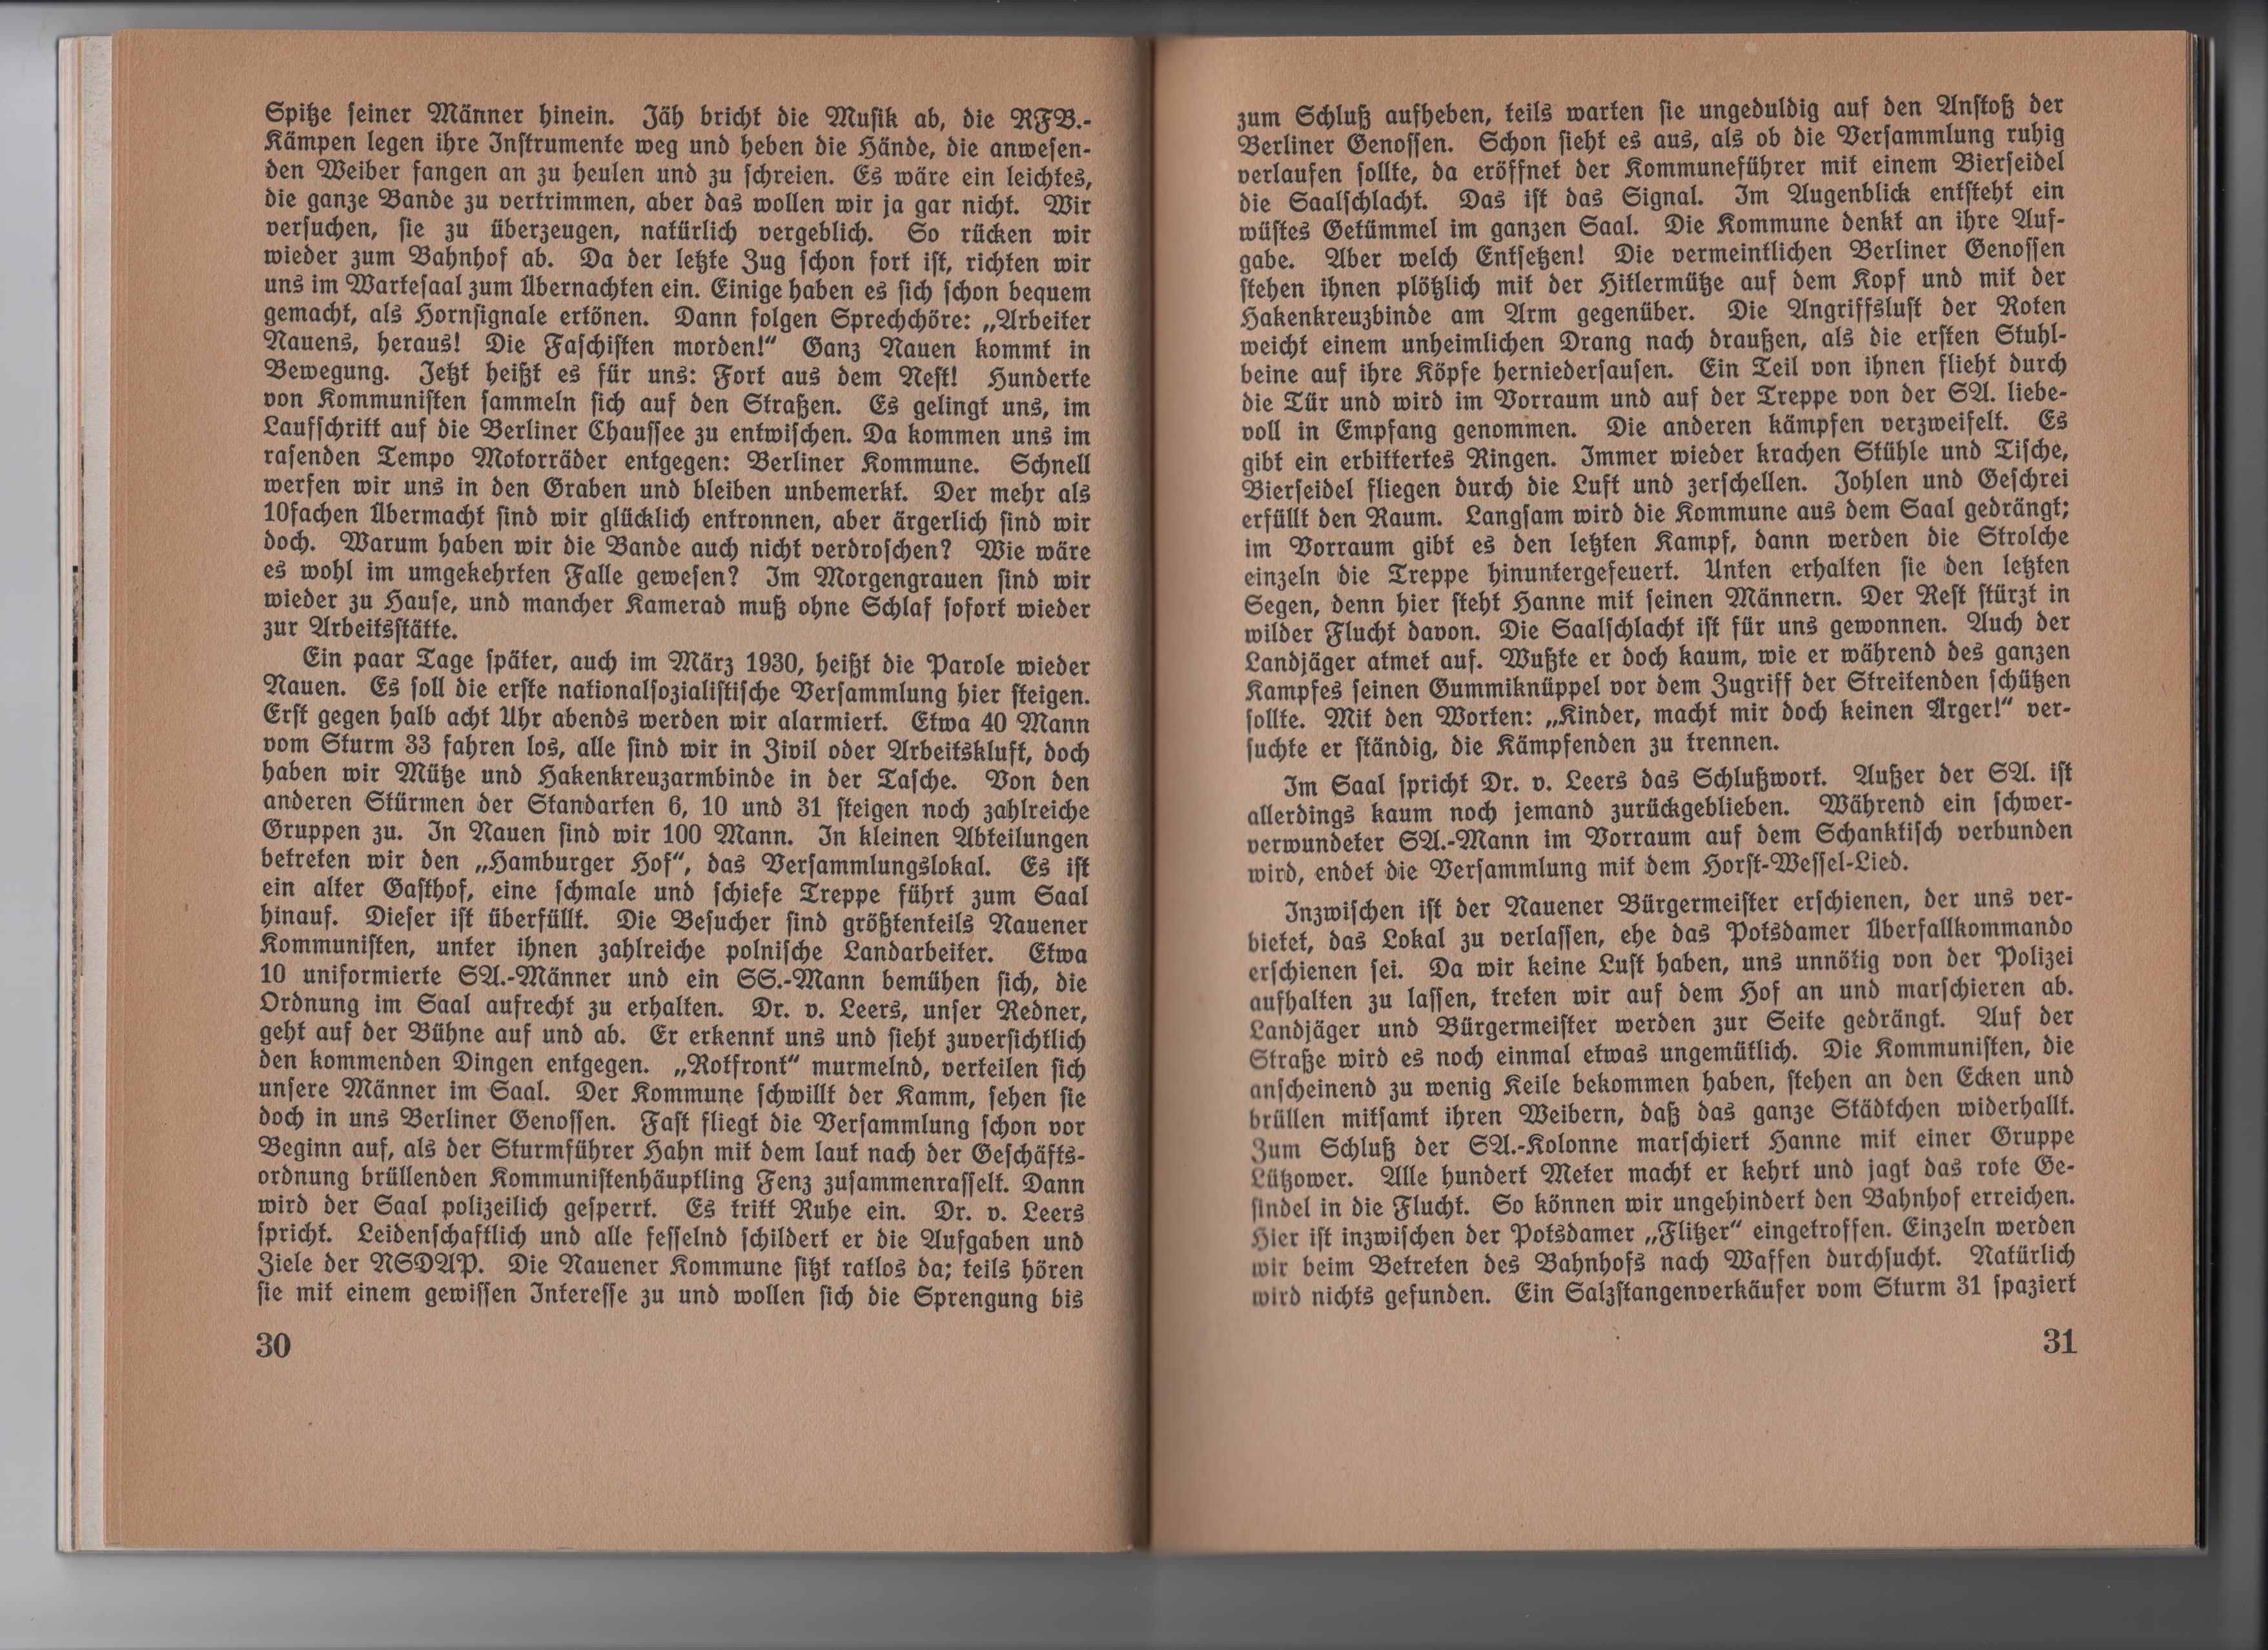 Spitze seiner Männer hinein. Jäh bricht die Musik ab, die RFB.-
Kämpen legen ihre Instrumente weg und heben die Hände, die anwesen-
den Weiber fangen an zu heulen und zu schreien. Es wäre ein leichtes,
die ganze Bande zu vertrimmen, aber das wollen wir ja gar nicht. Wir
versuchen, sie zu überzeugen, natürlich vergeblich. So rücken wir
wieder zum Bahnhof ab. Da der letzte Zug schon fort ist, richten wir
uns im Wartesaal zum Übernachten ein. Einige haben es sich schon bequem
gemacht, als Hornsignale ertönen. Dann folgen Sprechchöre: „Arbeiter
Nauens, heraus! Die Faschisten morden!“ Ganz Nauen kommt in
Bewegung. Jetzt heißt es für uns: Fort aus dem Nest! Hunderte
von Kommunisten sammeln sich auf den Straßen. Es gelingt uns, im
Laufschritt auf die Berliner Chaussee zu entwischen. Da kommen uns im
rasenden Tempo Motorräder entgegen: Berliner Kommune. Schnell
werfen wir uns in den Graben und bleiben unbemerkt. Der mehr als
10fachen Übermacht sind wir glücklich entronnen, aber ärgerlich sind wir
doch. Warum haben wir die Bande auch nicht verdroschen? Wie wäre
es wohl im umgekehrten Falle gewesen? Im Morgengrauen sind wir
wieder zu Hause, und mancher Kamerad muß ohne Schlaf sofort wieder
zur Arbeitsstätte.
Ein paar Tage später, auch im März 1930, heißt die Parole wieder
Nauen. Es soll die erste nationalsozialistische Versammlung hier steigen.
Erst gegen halb acht Uhr abends werden wir alarmiert. Etwa 40 Mann
vom Sturm 33 fahren los, alle sind wir in Zivil oder Arbeitskluft, doch
haben wir Mütze und Hakenkreuzarmbinde in der Tasche. Von den
anderen Stürmen der Standarten 6, 10 und 31 steigen noch zahlreiche
Gruppen zu. In Nauen sind wir 100 Mann. In kleinen Abteilungen
betreten wir den „Hamburger Hof“, das Versammlungslokal. Es ist
ein alter Gasthof, eine schmale und schiefe Treppe führt zum Saal
hinauf. Dieser ist überfüllt. Die Besucher sind größtenteils Nauener
Kommunisten, unter ihnen zahlreiche polnische Landarbeiter. Etwa
10 uniformierte SA.-Männer und ein SS.-Mann bemühen sich, die
Ordnung im Saal aufrecht zu erhalten. Dr. v. Leers, unser Redner,
geht auf der Bühne auf und ab. Er erkennt uns und sieht zuversichtlich
den kommenden Dingen entgegen. „Rotfront“ murmelnd, verteilen sich
unsere Männer im Saal. Der Kommune schwillt der Kamm, sehen sie
doch in uns Berliner Genossen. Fast fliegt die Versammlung schon vor
Beginn auf, als der Sturmführer Hahn mit dem laut nach der Geschäfts-
ordnung brüllenden Kommunistenhäuptling Fenz zusammenrasselt. Dann
wird der Saal polizeilich gesperrt. Es tritt Ruhe ein. Dr. v. Leers
spricht. Leidenschaftlich und alle fesselnd schildert er die Aufgaben und
Ziele der NSDAP. Die Nauener Kommune sitzt ratlos da; teils hören
sie mit einem gewissen Interesse zu und wollen sich die Sprengung bis
30
zum Schluß aufheben, teils warten sie ungeduldig auf den Anstoß der
Berliner Genossen. Schon sieht es aus, als ob die Versammlung ruhig
verlaufen sollte, da eröffnet der Kommuneführer mit einem Bierseidel
die Saalschlacht. Das ist das Signal. Im Augenblick entsteht ein
wüstes Getümmel im ganzen Saal. Die Kommune denkt an ihre Auf-
gabe. Aber welch Entsetzen! Die vermeintlichen Berliner Genossen
stehen ihnen plötzlich mit der Hitlermütze auf dem Kopf und mit der
Hakenkreuzbinde am Arm gegenüber. Die Angriffslust der Roten
weicht einem unheimlichen Drang nach draußen, als die ersten Stuhl-
beine auf ihre Köpfe herniedersausen. Ein Teil von ihnen flieht durch
die Tür und wird im Vorraum und auf der Treppe von der SA. liebe-
voll in Empfang genommen. Die anderen kämpfen verzweifelt. Es
gibt ein erbittertes Ringen. Immer wieder krachen Stühle und Tische,
Bierseidel fliegen durch die Luft und zerschellen. Johlen und Geschrei
erfüllt den Raum. Langsam wird die Kommune aus dem Saal gedrängt;
im Vorraum gibt es den letzten Kampf, dann werden die Strolche
einzeln die Treppe hinuntergefeuert. Unten erhalten sie den letzten
Segen, denn hier steht Hanne mit seinen Männern. Der Rest stürzt in
wilder Flucht davon. Die Saalschlacht ist für uns gewonnen. Auch der
Landjäger atmet auf. Wußte er doch kaum, wie er während des ganzen
Kampfes seinen Gummiknüppel vor dem Zugriff der Streitenden schützen
sollte. Mit den Worten: „Kinder, macht mir doch keinen Ärger!“ ver-
suchte er ständig, die Kämpfenden zu trennen.
Im Saal spricht Dr. v. Leers das Schlußwort. Außer der SA. ist
allerdings kaum noch jemand zurückgeblieben. Während ein schwer-
verwundeter SA.-Mann im Vorraum auf dem Schanktisch verbunden
wird, endet die Versammlung mit dem Horst-Wessel-Lied.
Inzwischen ist der Nauener Bürgermeister erschienen, der uns ver-
bietet, das Lokal zu verlassen, ehe das Potsdamer Überfallkommando
erschienen sei. Da wir keine Lust haben, uns unnötig von der Polizei
aufhalten zu lassen, treten wir auf dem Hof an und marschieren ab.
Landjäger und Bürgermeister werden zur Seite gedrängt. Auf der
Straße wird es noch einmal etwas ungemütlich. Die Kommunisten, die
anscheinend zu wenig Keile bekommen haben, stehen an den Ecken und
brüllen mitsamt ihren Weibern, daß das ganze Städtchen widerhallt.
Zum Schluß der SA.-Kolonne marschiert Hanne mit einer Gruppe
Lützower. Alle hundert Meter macht er kehrt und jagt das rote Ge-
sindel in die Flucht. So können wir ungehindert den Bahnhof erreichen.
Hier ist inzwischen der Potsdamer „Flitzer“ eingetroffen. Einzeln werden
wir beim Betreten des Bahnhofs nach Waffen durchsucht. Natürlich
wird nichts gefunden. Ein Salzstangenverkäufer vom Sturm 31 spaziert
31